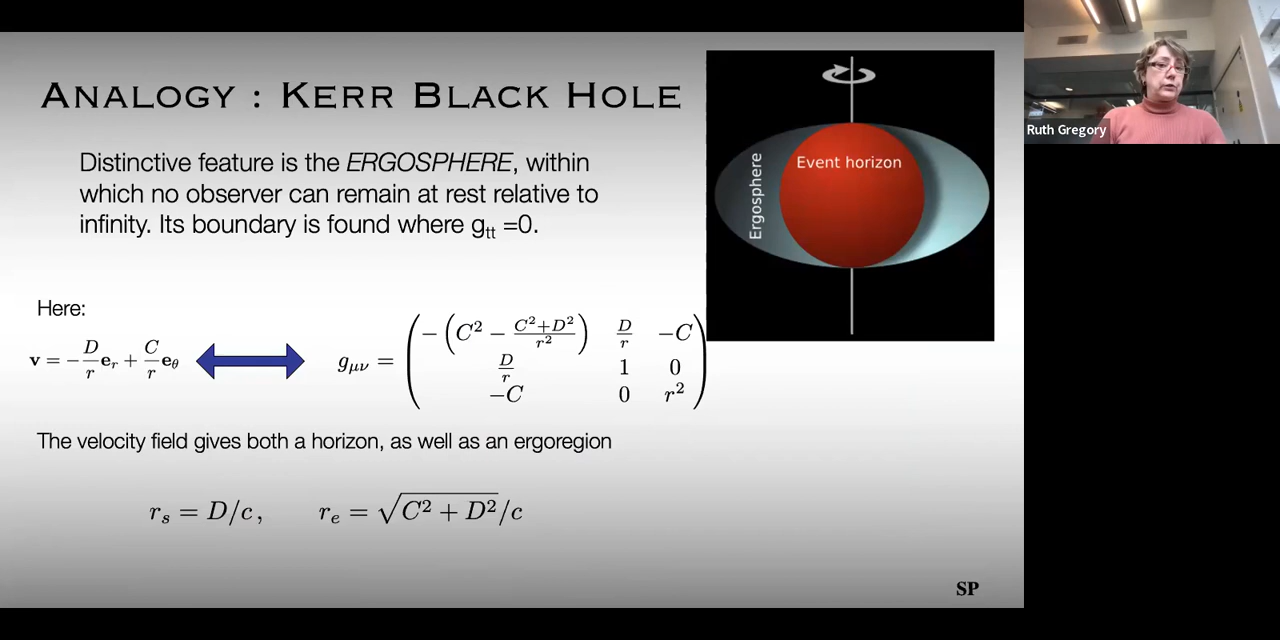 ANALOGY : KERR BLACK HOLE
Distinctive feature is the ERGOSPHERE, within
which no observer can remain at rest relative to
infinity. Its boundary is found where g_tt =0.
Ergosphere
Event horizon
Ruth Gregory
Here:
v = −D/r e_r + C/r e_θ
g_μν = ( −(C² − (C²+D²)/r²) D/r −C
D/r 1 0
−C 0 r² )
The velocity field gives both a horizon, as well as an ergoregion
r_s = D/c, r_e = √(C² + D²)/c
SP